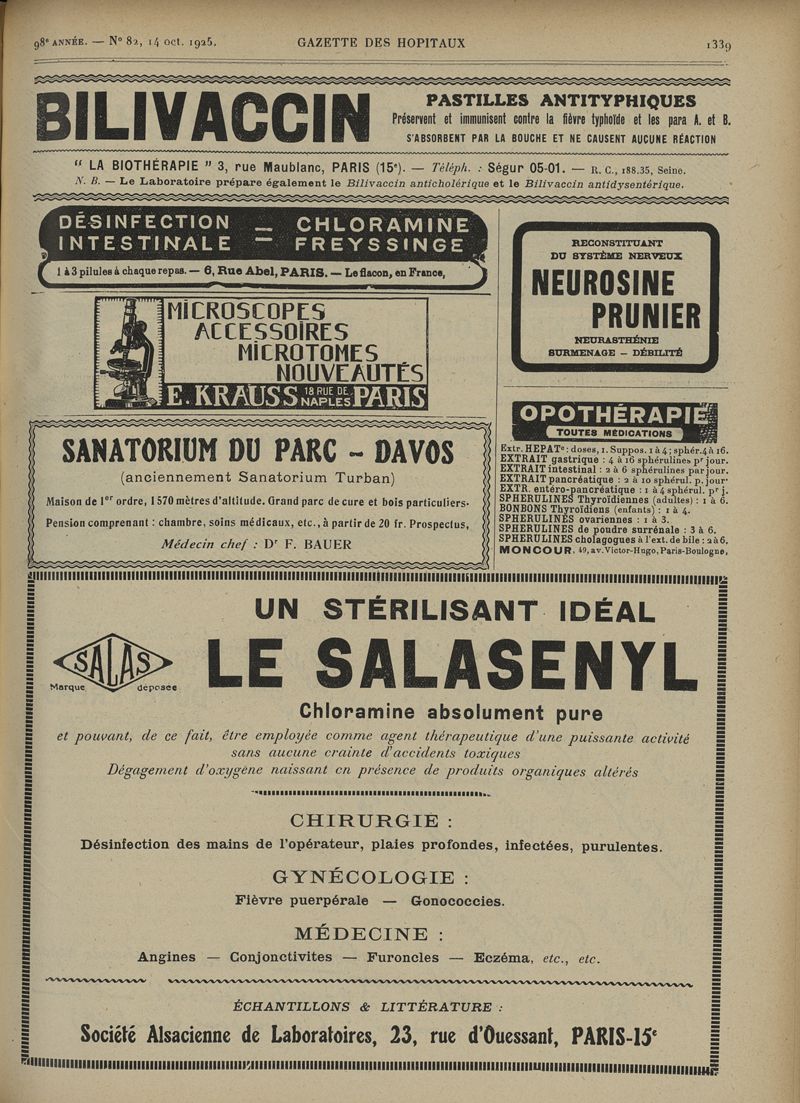 98e ANNÉE. — N° 82, 14 oct. 1925. GAZETTE DES HOPITAUX 1339
BILIVACCIN
PASTILLES ANTITYPHIQUES
Préservent et immunisent contre la fièvre typhoïde et les para A. et B.
S'ABSORBENT PAR LA BOUCHE ET NE CAUSENT AUCUNE RÉACTION
" LA BIOTHÉRAPIE " 3, rue Maublanc, PARIS (15e). — Téléph. : Ségur 05-01. — R. C., 188.35, Seine.
N. B. — Le Laboratoire prépare également le Bilivaccin anticholérique et le Bilivaccin antidysentérique.
DÉSINFECTION — CHLORAMINE
INTESTINALE — FREYSSINGE
1 à 3 pilules à chaque repas. — 6, Rue Abel, PARIS. — Le flacon, en France,
MICROSCOPES
ACCESSOIRES
MICROTOMES
NOUVEAUTÉS
E. KRAUSS 18 RUE DE NAPLES PARIS
RECONSTITUANT
DU SYSTÈME NERVEUX
NEUROSINE
PRUNIER
NEURASTHÉNIE
SURMENAGE – DÉBILITÉ
SANATORIUM DU PARC - DAVOS
(anciennement Sanatorium Turban)
Maison de 1er ordre, 1570 mètres d'altitude. Grand parc de cure et bois particuliers.
Pension comprenant : chambre, soins médicaux, etc., à partir de 20 fr. Prospectus,
Médecin chef : Dr F. BAUER
OPOTHÉRAPIE
TOUTES MÉDICATIONS
Extr. HEPATe : doses, 1. Suppos. 1 à 4 ; sphér. 4 à 16.
EXTRAIT gastrique : 4 à 16 sphérulines pr jour.
EXTRAIT intestinal : 2 à 6 sphérulines par jour.
EXTRAIT pancréatique : 2 à 10 sphérul. p. jour.
EXTR. entéro-pancréatique : 1 à 4 sphérul. pr j.
SPHERULINES Thyroïdiennes (adultes) : 1 à 6.
BONBONS Thyroïdiens (enfants) : 1 à 4.
SPHERULINES ovariennes : 1 à 3.
SPHERULINES de poudre surrénale : 3 à 6.
SPHERULINES cholagogues à l'ext. de bile : 2 à 6.
MONCOUR. 49, av. Victor-Hugo, Paris-Boulogne,
UN STÉRILISANT IDÉAL
SALAS
Marque déposée
LE SALASENYL
Chloramine absolument pure
et pouvant, de ce fait, être employée comme agent thérapeutique d'une puissante activité
sans aucune crainte d'accidents toxiques
Dégagement d'oxygène naissant en présence de produits organiques altérés
CHIRURGIE :
Désinfection des mains de l'opérateur, plaies profondes, infectées, purulentes.
GYNÉCOLOGIE :
Fièvre puerpérale — Gonococcies.
MÉDECINE :
Angines — Conjonctivites — Furoncles — Eczéma, etc., etc.
ÉCHANTILLONS & LITTÉRATURE :
Société Alsacienne de Laboratoires, 23, rue d'Ouessant, PARIS-15e